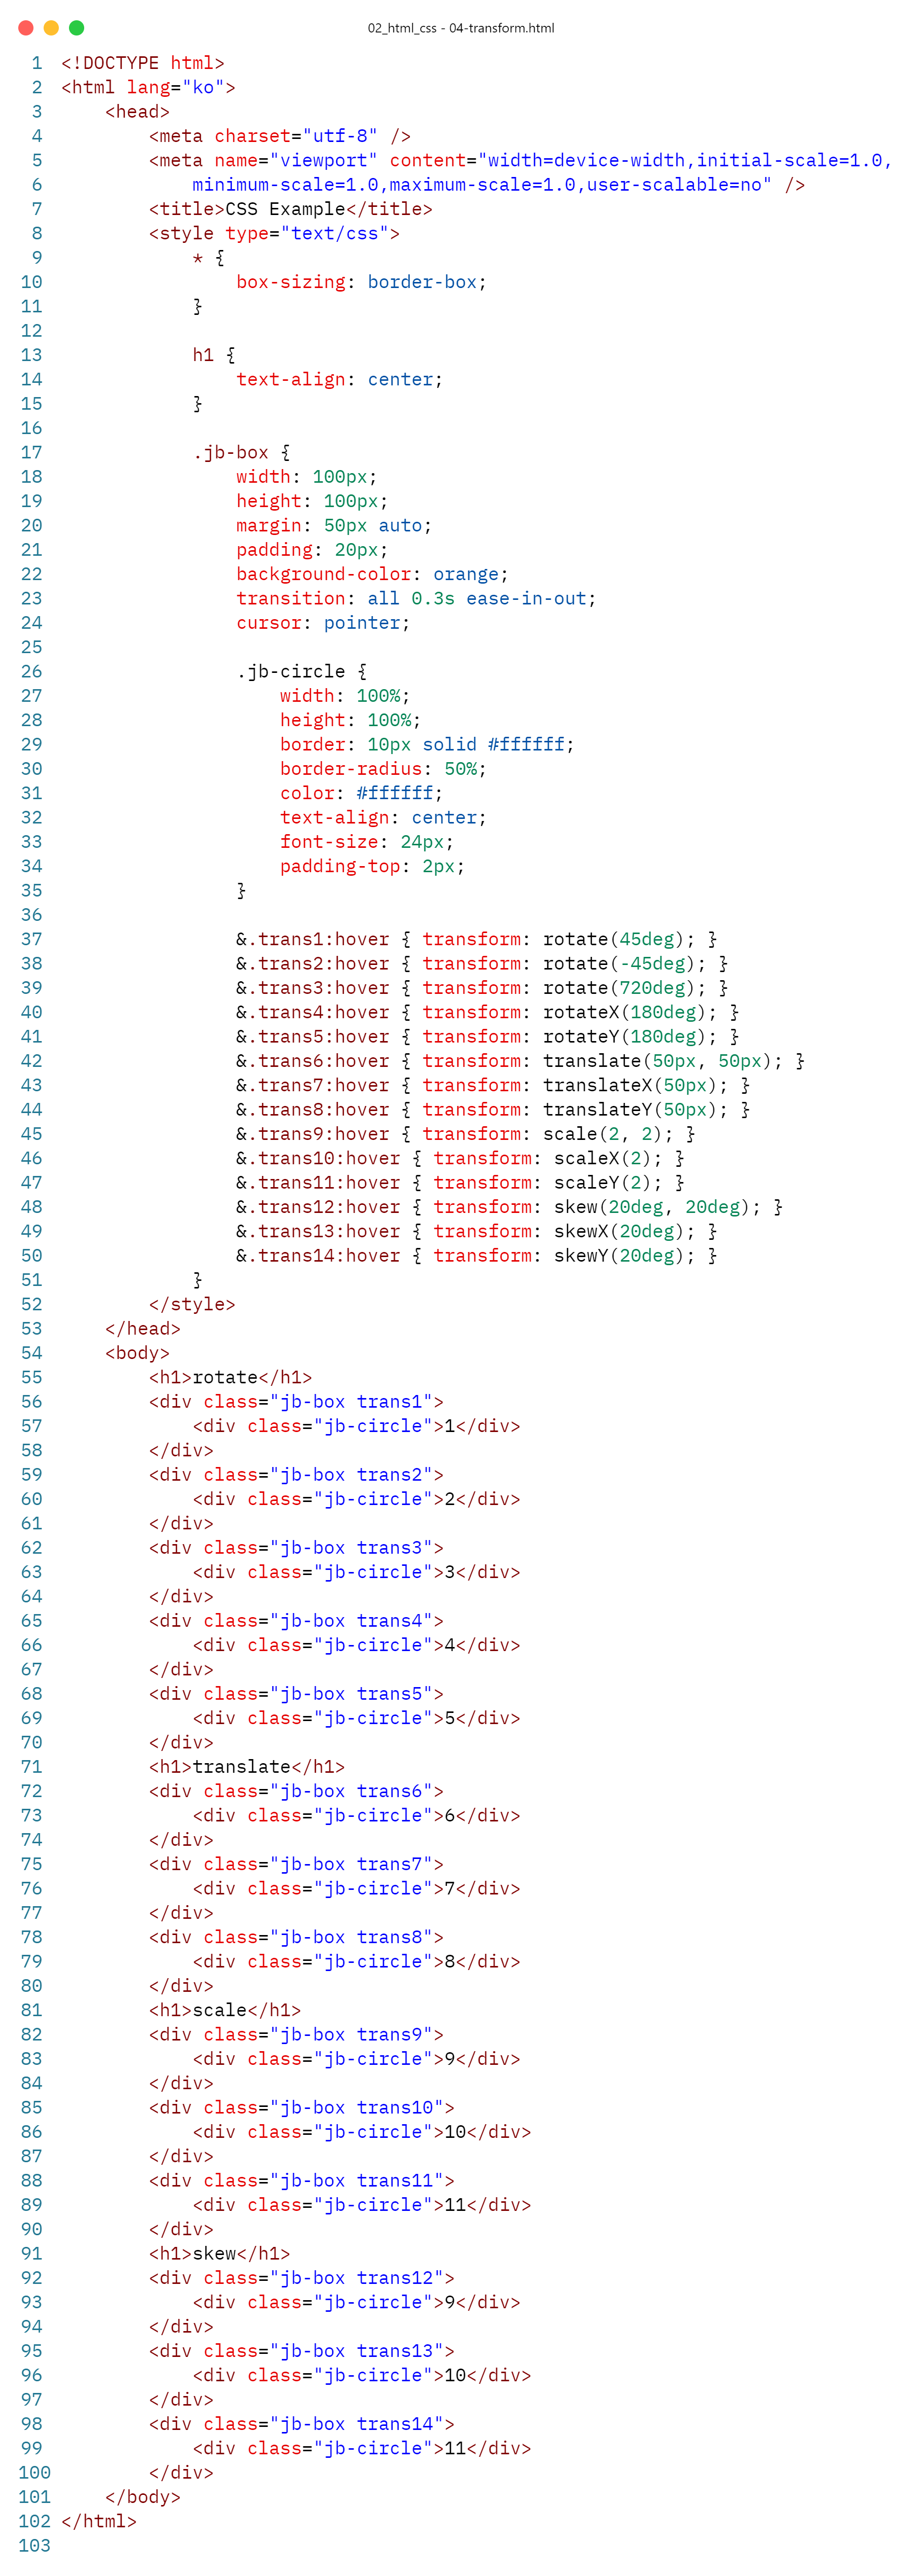 02_html_css - 04-transform.html
1 <!DOCTYPE html>
2 <html lang="ko">
3     <head>
4         <meta charset="utf-8" />
5         <meta name="viewport" content="width=device-width,initial-scale=1.0,
6             minimum-scale=1.0,maximum-scale=1.0,user-scalable=no" />
7         <title>CSS Example</title>
8         <style type="text/css">
9             * {
10                 box-sizing: border-box;
11             }
12
13             h1 {
14                 text-align: center;
15             }
16
17             .jb-box {
18                 width: 100px;
19                 height: 100px;
20                 margin: 50px auto;
21                 padding: 20px;
22                 background-color: orange;
23                 transition: all 0.3s ease-in-out;
24                 cursor: pointer;
25
26                 .jb-circle {
27                     width: 100%;
28                     height: 100%;
29                     border: 10px solid #ffffff;
30                     border-radius: 50%;
31                     color: #ffffff;
32                     text-align: center;
33                     font-size: 24px;
34                     padding-top: 2px;
35                 }
36
37                 &.trans1:hover { transform: rotate(45deg); }
38                 &.trans2:hover { transform: rotate(-45deg); }
39                 &.trans3:hover { transform: rotate(720deg); }
40                 &.trans4:hover { transform: rotateX(180deg); }
41                 &.trans5:hover { transform: rotateY(180deg); }
42                 &.trans6:hover { transform: translate(50px, 50px); }
43                 &.trans7:hover { transform: translateX(50px); }
44                 &.trans8:hover { transform: translateY(50px); }
45                 &.trans9:hover { transform: scale(2, 2); }
46                 &.trans10:hover { transform: scaleX(2); }
47                 &.trans11:hover { transform: scaleY(2); }
48                 &.trans12:hover { transform: skew(20deg, 20deg); }
49                 &.trans13:hover { transform: skewX(20deg); }
50                 &.trans14:hover { transform: skewY(20deg); }
51             }
52         </style>
53     </head>
54     <body>
55         <h1>rotate</h1>
56         <div class="jb-box trans1">
57             <div class="jb-circle">1</div>
58         </div>
59         <div class="jb-box trans2">
60             <div class="jb-circle">2</div>
61         </div>
62         <div class="jb-box trans3">
63             <div class="jb-circle">3</div>
64         </div>
65         <div class="jb-box trans4">
66             <div class="jb-circle">4</div>
67         </div>
68         <div class="jb-box trans5">
69             <div class="jb-circle">5</div>
70         </div>
71         <h1>translate</h1>
72         <div class="jb-box trans6">
73             <div class="jb-circle">6</div>
74         </div>
75         <div class="jb-box trans7">
76             <div class="jb-circle">7</div>
77         </div>
78         <div class="jb-box trans8">
79             <div class="jb-circle">8</div>
80         </div>
81         <h1>scale</h1>
82         <div class="jb-box trans9">
83             <div class="jb-circle">9</div>
84         </div>
85         <div class="jb-box trans10">
86             <div class="jb-circle">10</div>
87         </div>
88         <div class="jb-box trans11">
89             <div class="jb-circle">11</div>
90         </div>
91         <h1>skew</h1>
92         <div class="jb-box trans12">
93             <div class="jb-circle">9</div>
94         </div>
95         <div class="jb-box trans13">
96             <div class="jb-circle">10</div>
97         </div>
98         <div class="jb-box trans14">
99             <div class="jb-circle">11</div>
100         </div>
101     </body>
102 </html>
103